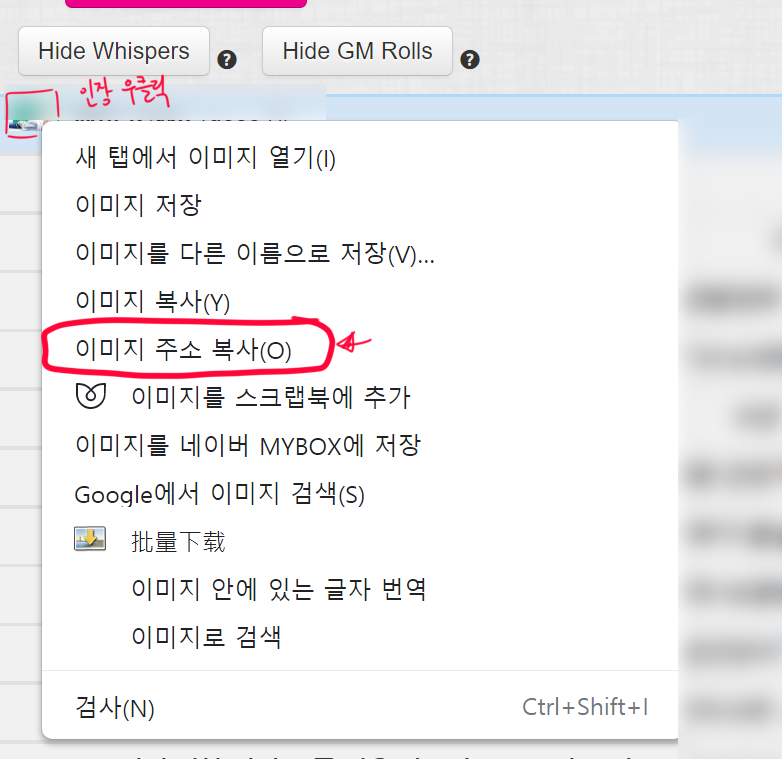 Hide Whispers ? Hide GM Rolls ?
인장 우클릭
새 탭에서 이미지 열기(I)
이미지 저장
이미지를 다른 이름으로 저장(V)...
이미지 복사(Y)
이미지 주소 복사(O)
이미지를 스크랩북에 추가
이미지를 네이버 MYBOX에 저장
Google에서 이미지 검색(S)
批量下载
이미지 안에 있는 글자 번역
이미지로 검색
검사(N) Ctrl+Shift+I